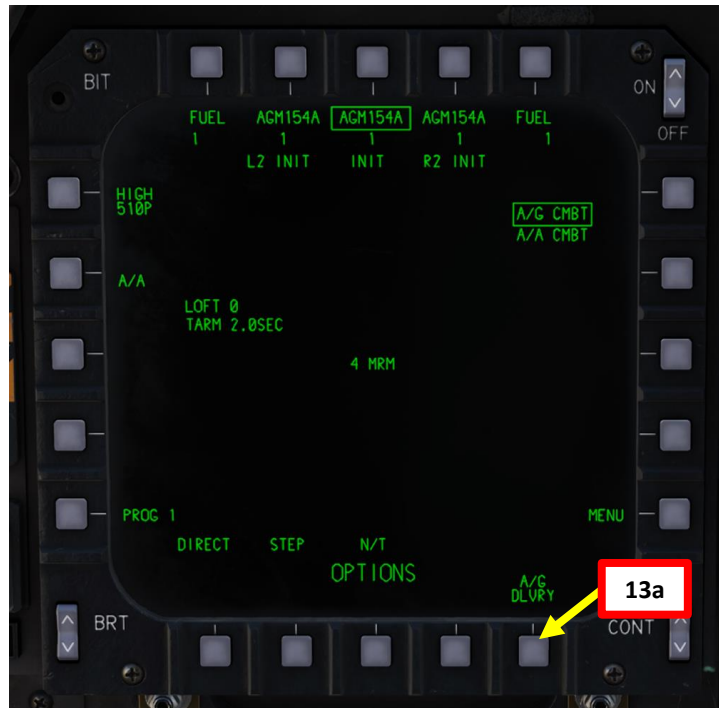 BIT
ON
OFF
FUEL AGM154A AGM154A AGM154A FUEL
1 1 1 1 1
L2 INIT INIT R2 INIT
HIGH
510P
A/G CMBT
A/A CMBT
A/A
LOFT 0
TARM 2.0SEC
4 MRM
PROG 1
MENU
DIRECT STEP N/T
OPTIONS
A/G
DLVRY
13a
BRT
CONT